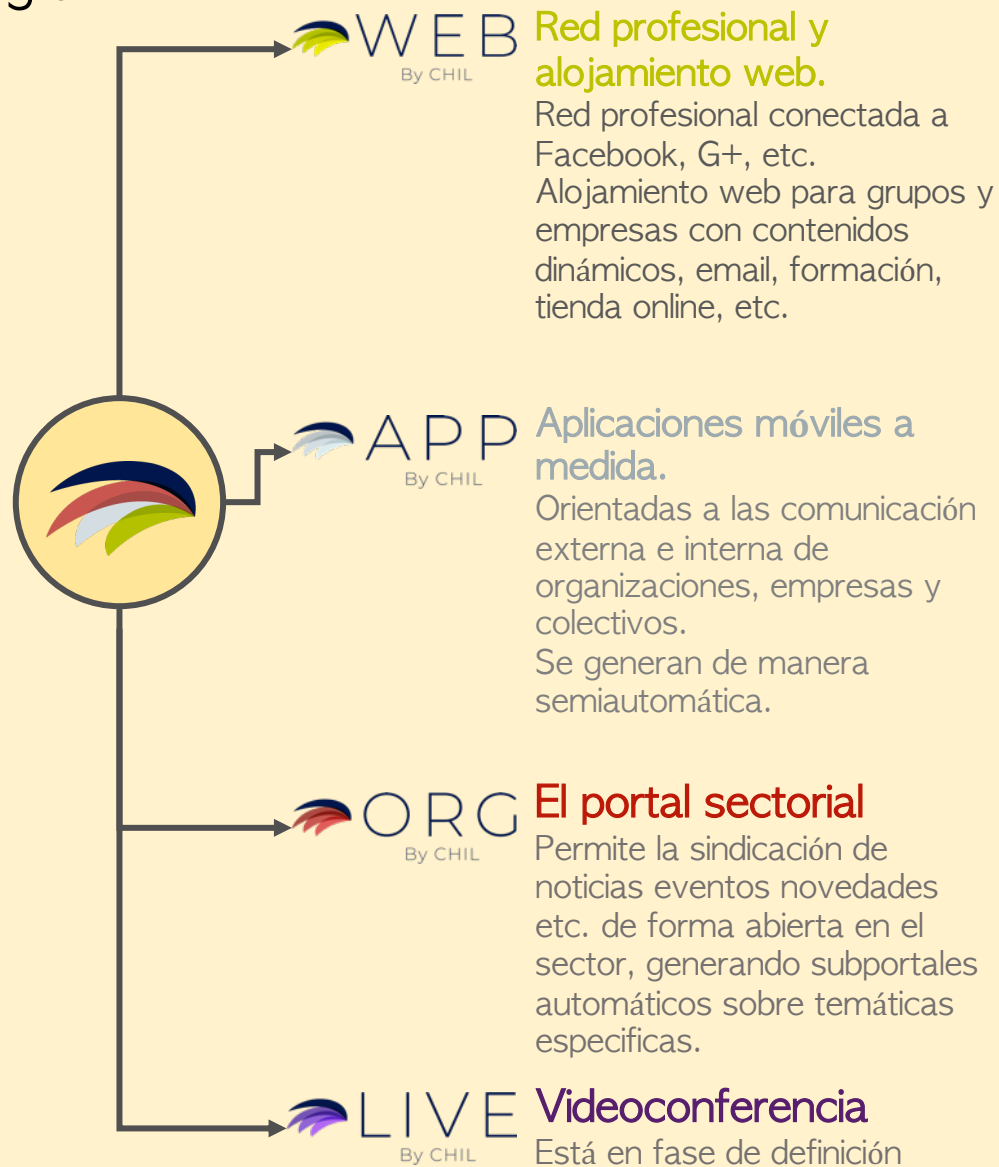 WEB
By CHIL
Red profesional y
alojamiento web.
Red profesional conectada a
Facebook, G+, etc.
Alojamiento web para grupos y
empresas con contenidos
dinámicos, email, formación,
tienda online, etc.
APP
By CHIL
Aplicaciones móviles a
medida.
Orientadas a las comunicación
externa e interna de
organizaciones, empresas y
colectivos.
Se generan de manera
semiautomática.
ORG
By CHIL
El portal sectorial
Permite la sindicación de
noticias eventos novedades
etc. de forma abierta en el
sector, generando subportales
automáticos sobre temáticas
especificas.
LIVE
By CHIL
Videoconferencia
Está en fase de definición